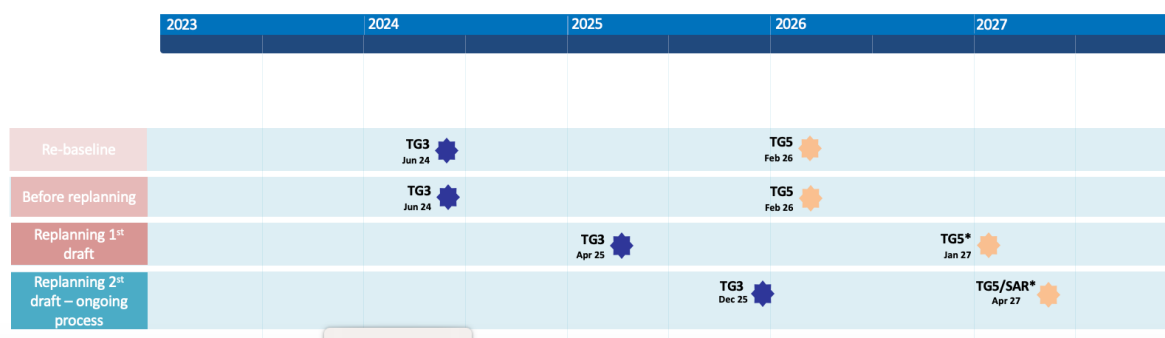 2023 2024 2025 2026 2027
Re-baseline
TG3
Jun 24
TG5
Feb 26
Before replanning
TG3
Jun 24
TG5
Feb 26
Replanning 1st
draft
TG3
Apr 25
TG5*
Jan 27
Replanning 2st
draft – ongoing
process
TG3
Dec 25
TG5/SAR*
Apr 27